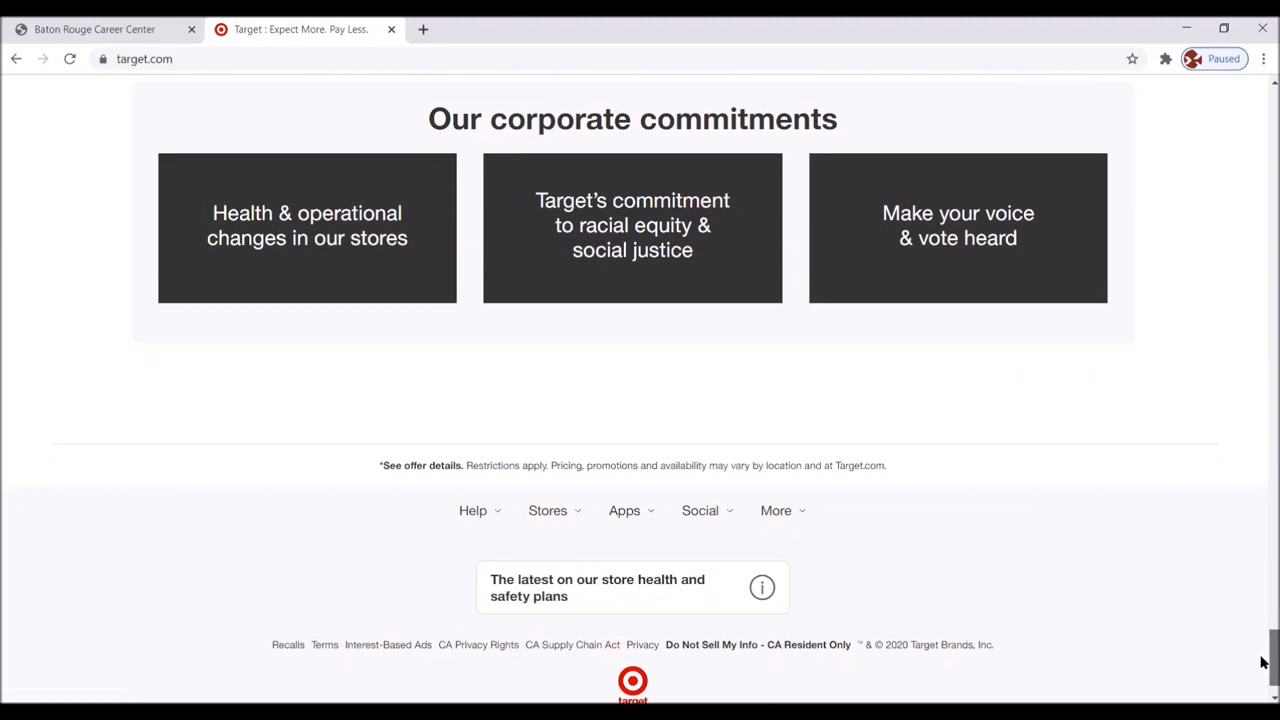 Baton Rouge Career Center
Target : Expect More. Pay Less.
target.com
Paused
Our corporate commitments
Health & operational
changes in our stores
Target's commitment
to racial equity &
social justice
Make your voice
& vote heard
*See offer details. Restrictions apply. Pricing, promotions and availability may vary by location and at Target.com.
Help Stores Apps Social More
The latest on our store health and
safety plans
Recalls Terms Interest-Based Ads CA Privacy Rights CA Supply Chain Act Privacy Do Not Sell My Info - CA Resident Only ™ & © 2020 Target Brands, Inc.
target